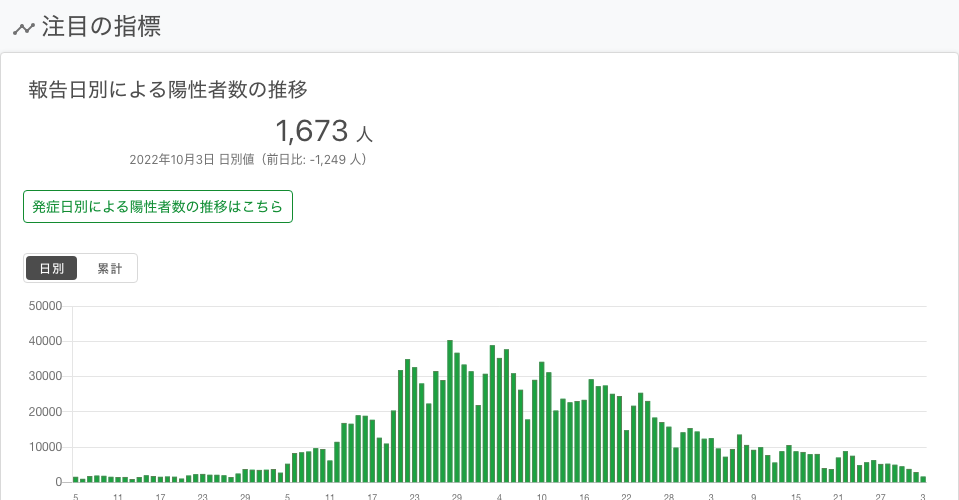 注目の指標
報告日別による陽性者数の推移
1,673 人
2022年10月3日 日別値（前日比: -1,249 人）
発症日別による陽性者数の推移はこちら
日別 累計
50000
40000
30000
20000
10000
0
5 11 17 23 29 5 11 17 23 29 4 10 16 22 28 3 9 15 21 27 3